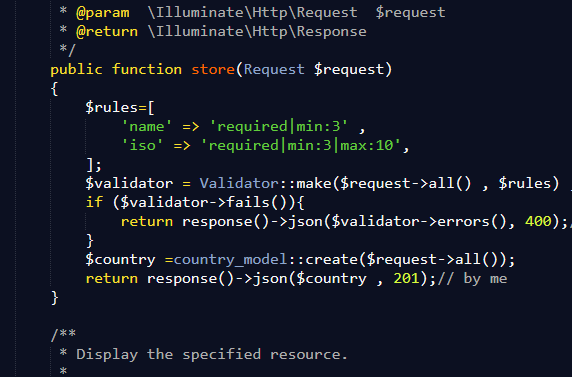 * @param  \Illuminate\Http\Request  $request
* @return \Illuminate\Http\Response
*/
public function store(Request $request)
{
$rules=[
'name' => 'required|min:3' ,
'iso' => 'required|min:3|max:10',
];
$validator = Validator::make($request->all() , $rules)
if ($validator->fails()){
return response()->json($validator->errors(), 400);
}
$country =country_model::create($request->all());
return response()->json($country , 201);// by me
}
/**
* Display the specified resource.
*